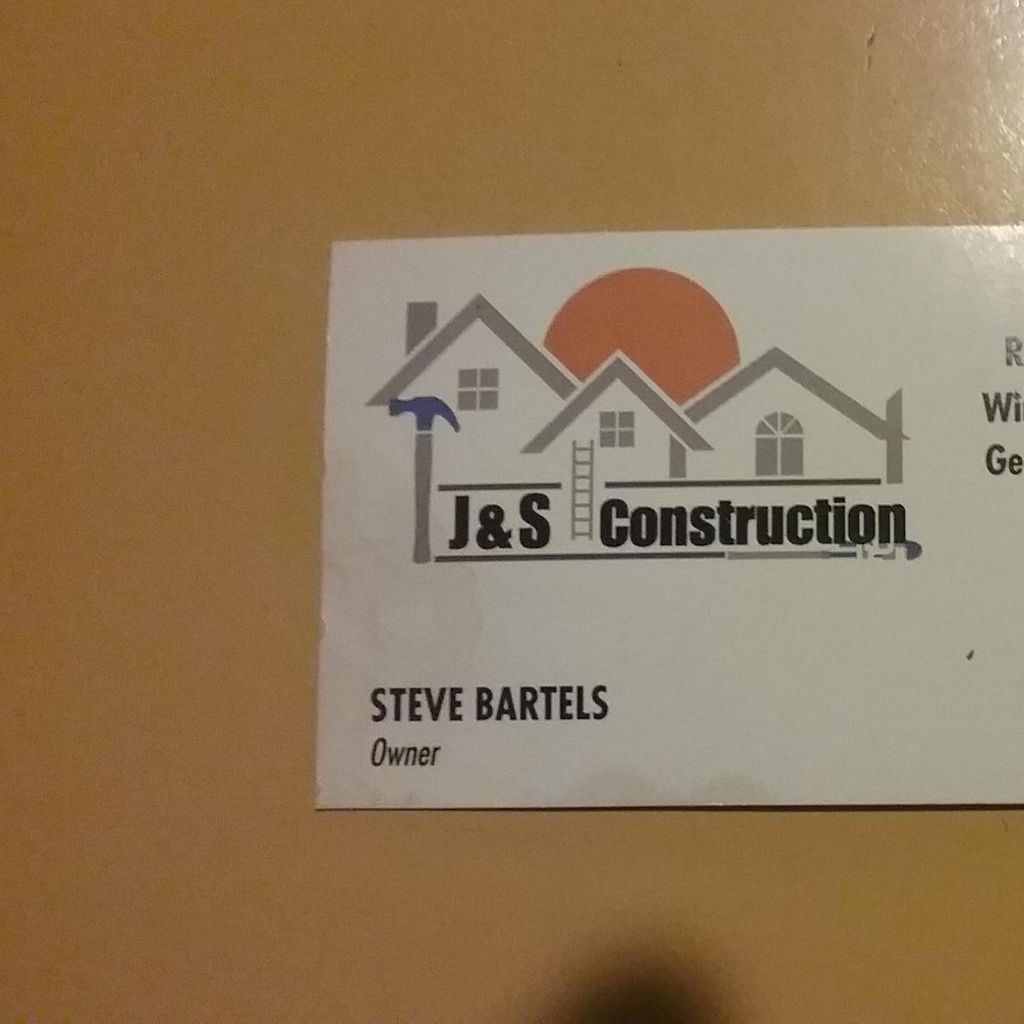 J&S Construction
STEVE BARTELS
Owner